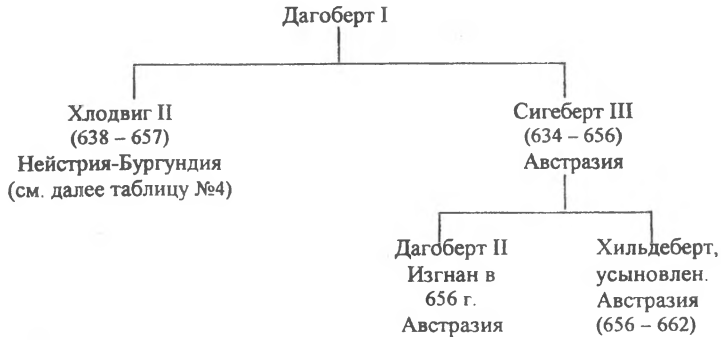 Дагоберт I
Хлодвиг II
(638 – 657)
Нейстрия-Бургундия
(см. далее таблицу №4)
Сигеберт III
(634 – 656)
Австразия
Дагоберт II
Изгнан в
656 г.
Австразия
Хильдеберт,
усыновлен.
Австразия
(656 – 662)